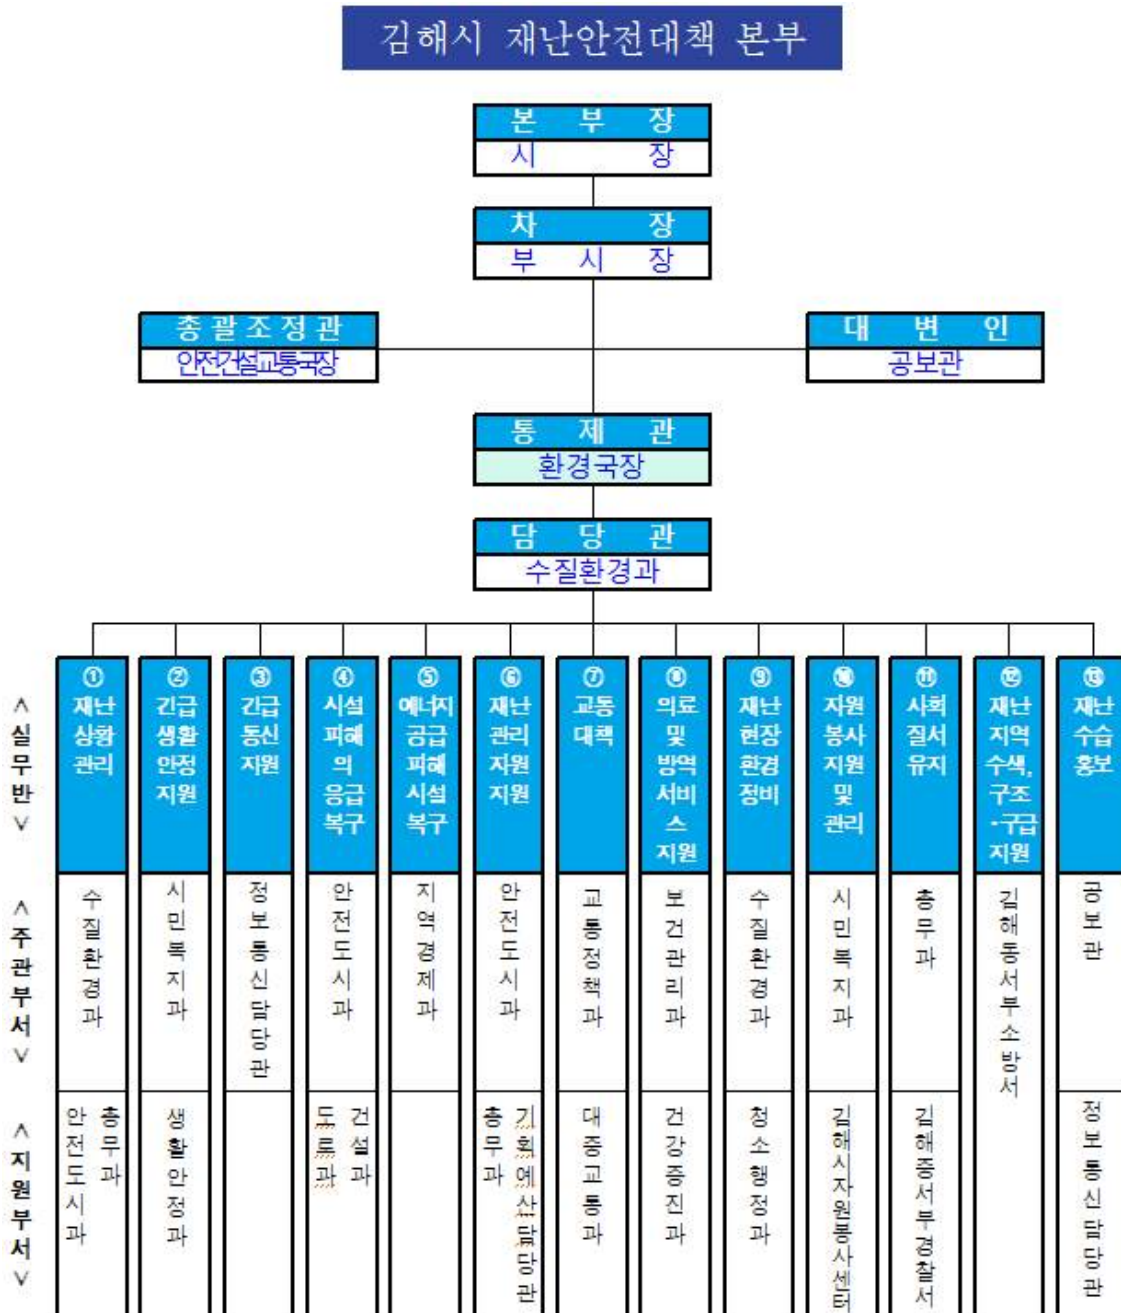 김해시 재난안전대책 본부
본 부 장
시 장
차 장
부 시 장
총괄조정관
안전건설교통국장
대 변 인
공보관
통 제 관
환경국장
담 당 관
수질환경과
<실무반>
① 재난 상황 관리
② 긴급 생활 안정 지원
③ 긴급 통신 지원
④ 시설 피해 의 응급 복구
⑤ 에너지 공급 피해 시설 복구
⑥ 재난 관리 자원 지원
⑦ 교통 대책
⑧ 의료 및 방역 서비 스 지원
⑨ 재난 현장 환경 정비
⑩ 자원 봉사 지원 및 관리
⑪ 사회 질서 유지
⑫ 재난 지역 수색, 구조 ·구급 지원
⑬ 재난 수습 홍보
<주관부서>
수질환경과
시민복지과
정보통신담당관
안전도시과
지역경제과
안전도시과
교통정책과
보건관리과
수질환경과
시민복지과
총무과
김해동서부소방서
공보관
<지원부서>
안전도시과
총무과
생활안정과
도로과
건설과
총무과
기획예산담당관
대중교통과
건강증진과
청소행정과
김해시자원봉사센터
김해중서부경찰서
정보통신담당관